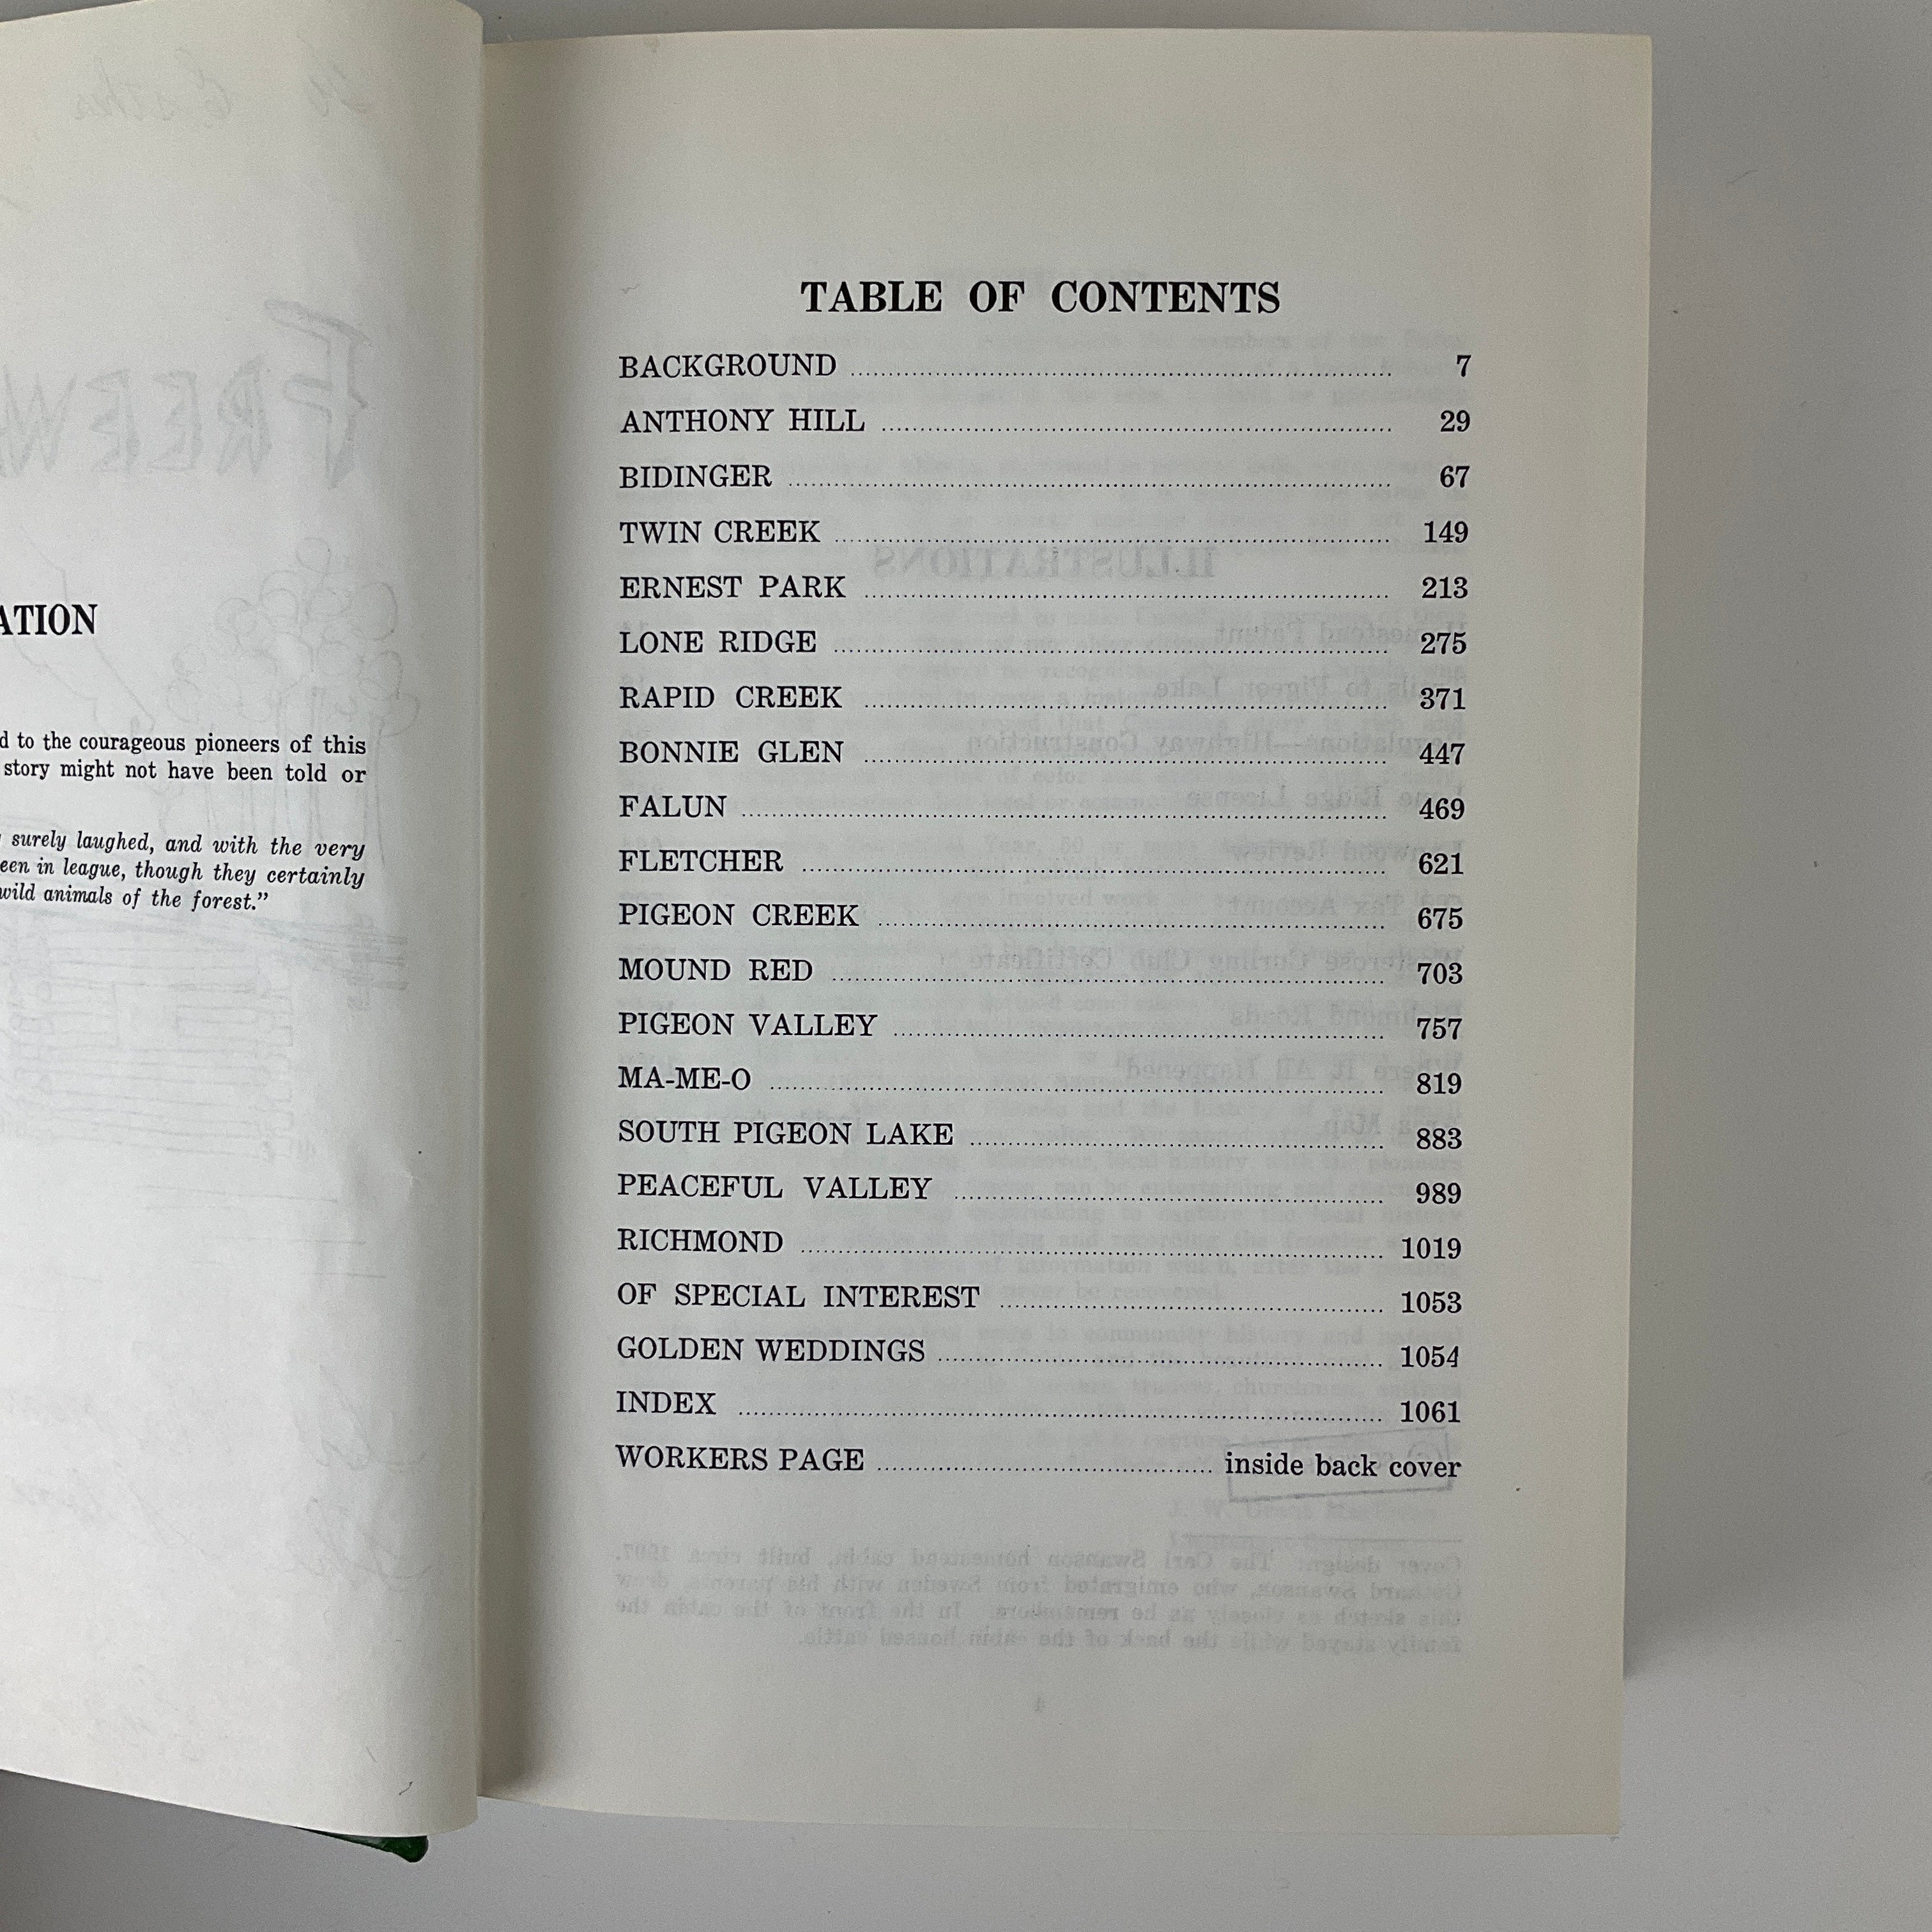 ATION
d to the courageous pioneers of this
story might not have been told or
surely laughed, and with the very
een in league, though they certainly
wild animals of the forest.”
TABLE OF CONTENTS
BACKGROUND 7
ANTHONY HILL 29
BIDINGER 67
TWIN CREEK 149
ERNEST PARK 213
LONE RIDGE 275
RAPID CREEK 371
BONNIE GLEN 447
FALUN 469
FLETCHER 621
PIGEON CREEK 675
MOUND RED 703
PIGEON VALLEY 757
MA-ME-O 819
SOUTH PIGEON LAKE 883
PEACEFUL VALLEY 989
RICHMOND 1019
OF SPECIAL INTEREST 1053
GOLDEN WEDDINGS 1054
INDEX 1061
WORKERS PAGE inside back cover